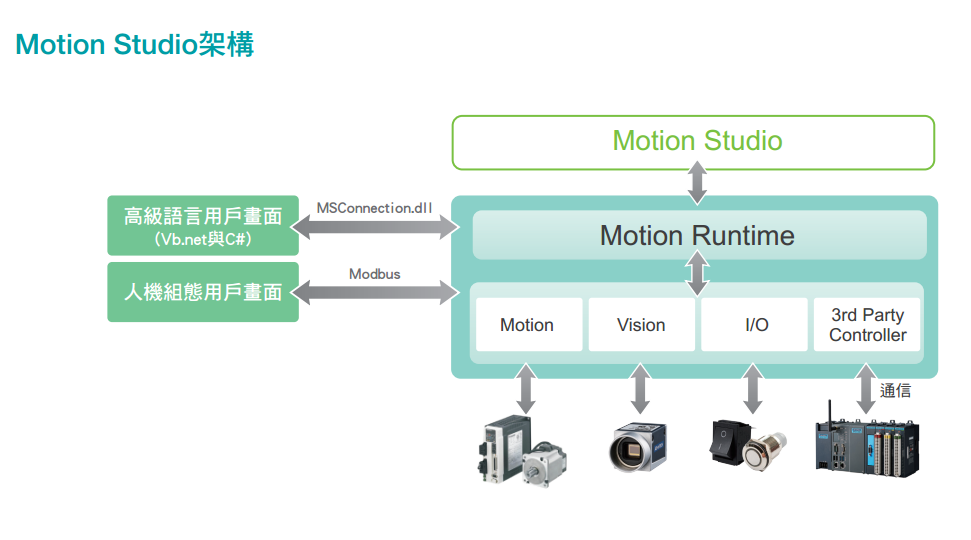 Motion Studio架構
Motion Studio
高級語言用戶畫面
(Vb.net與C#)
MSConnection.dll
Motion Runtime
人機組態用戶畫面
Modbus
Motion
Vision
I/O
3rd Party
Controller
通信